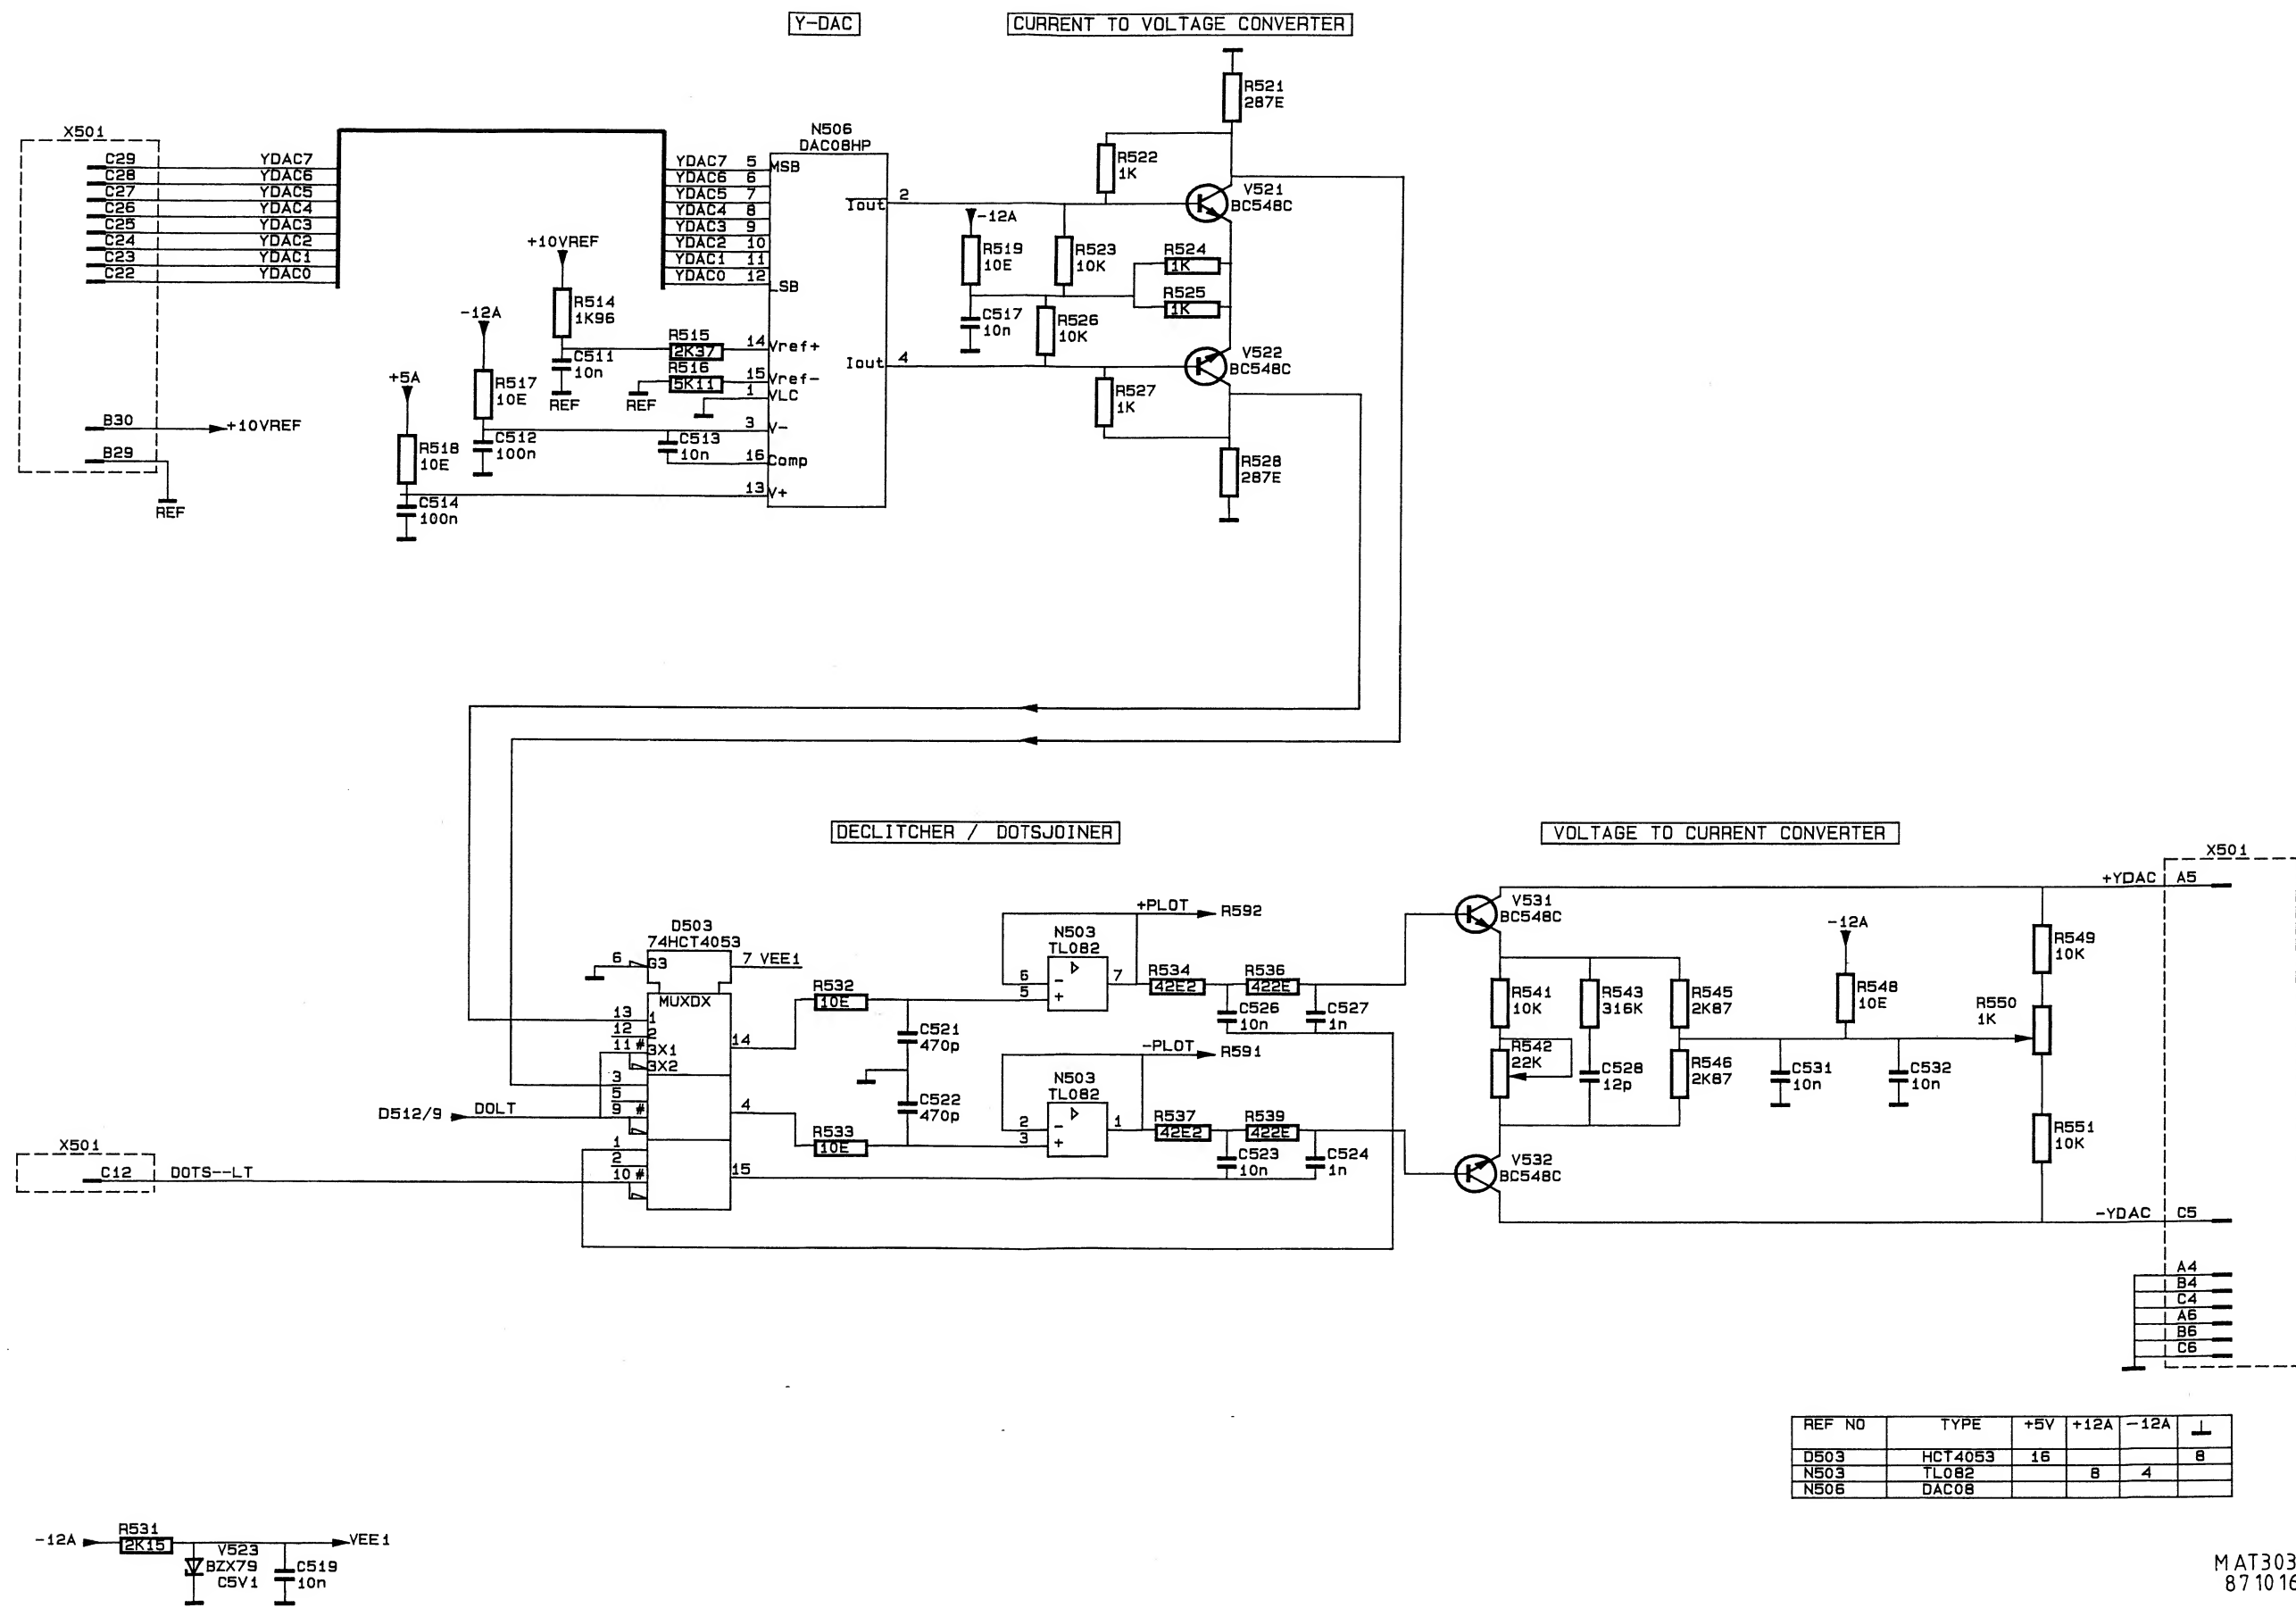 Y-DAC
CURRENT TO VOLTAGE CONVERTER
R521
287E
X501
C29 YDAC7
C28 YDAC6
C27 YDAC5
C26 YDAC4
C25 YDAC3
C24 YDAC2
C23 YDAC1
C22 YDAC0
B30 +10VREF
B29
REF
N506
DAC08HP
YDAC7 5 MSB
YDAC6 6
YDAC5 7
YDAC4 8
YDAC3 9
YDAC2 10
YDAC1 11
YDAC0 12 LSB
+10VREF
R514
1K96
C511
10n
REF
R515
2K37
14 Vref+
R516
5K11
15 Vref-
REF
1 VLC
-12A
R517
10E
C512
100n
3 V-
C513
10n
16 Comp
+5A
R518
10E
13 V+
C514
100n
Iout 2
Iout 4
-12A
R519
10E
C517
10n
R522
1K
R523
10K
R524
1K
R525
1K
R526
10K
R527
1K
V521
BC548C
V522
BC548C
R528
287E
DECLITCHER / DOTSJOINER
VOLTAGE TO CURRENT CONVERTER
D503
74HCT4053
6 G3 7 VEE1
MUXDX
13 1
12 2
11 # 3X1
3X2
14
3
5
9 #
4
1
2
10 #
15
D512/9 DOLT
X501
C12 DOTS--LT
R532
10E
R533
10E
C521
470p
C522
470p
+PLOT R592
N503
TL082
6 -
5 +
7
R534
42E2
R536
422E
C526
10n
C527
1n
-PLOT R591
N503
TL082
2 -
3 +
1
R537
42E2
R539
422E
C523
10n
C524
1n
V531
BC548C
V532
BC548C
R541
10K
R542
22K
R543
316K
C528
12p
R545
2K87
R546
2K87
-12A
R548
10E
C531
10n
C532
10n
R549
10K
R550
1K
R551
10K
X501
+YDAC A5
-YDAC C5
A4
B4
C4
A6
B6
C6
REF NO TYPE +5V +12A -12A
D503 HCT4053 16 8
N503 TL082 8 4
N506 DAC08
-12A
R531
2K15
VEE1
V523
BZX79
C5V1
C519
10n
MAT303
871016